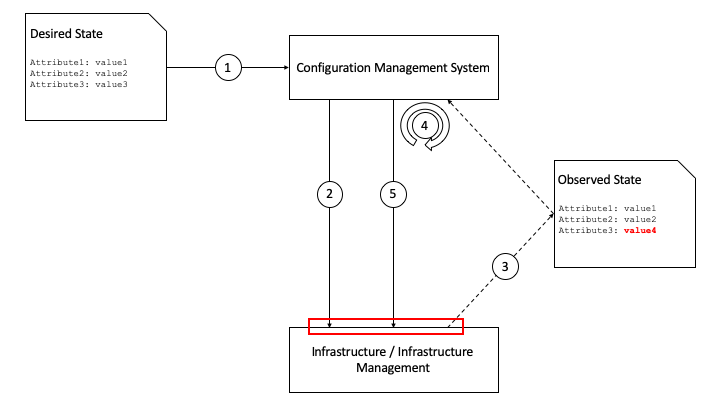 Desired State
Attribute1: value1
Attribute2: value2
Attribute3: value3
1
Configuration Management System
4
2
5
Observed State
Attribute1: value1
Attribute2: value2
Attribute3: value4
3
Infrastructure / Infrastructure
Management